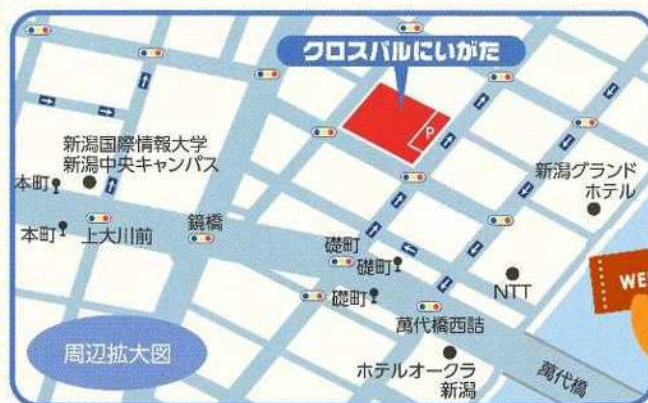 クロスパルにいがた
P
新潟国際情報大学
新潟中央キャンパス
本町
本町
上大川前
鏡橋
礎町
礎町
礎町
新潟グランド
ホテル
NTT
萬代橋西詰
ホテルオークラ
新潟
萬代橋
周辺拡大図